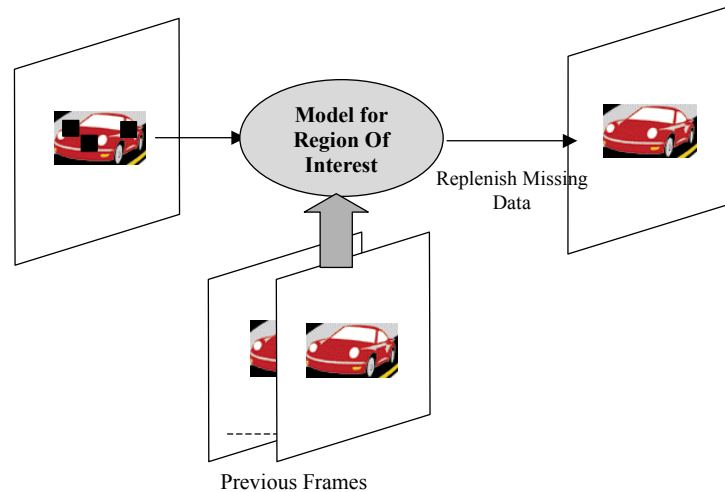 Model for
Region Of
Interest
Replenish Missing
Data
Previous Frames